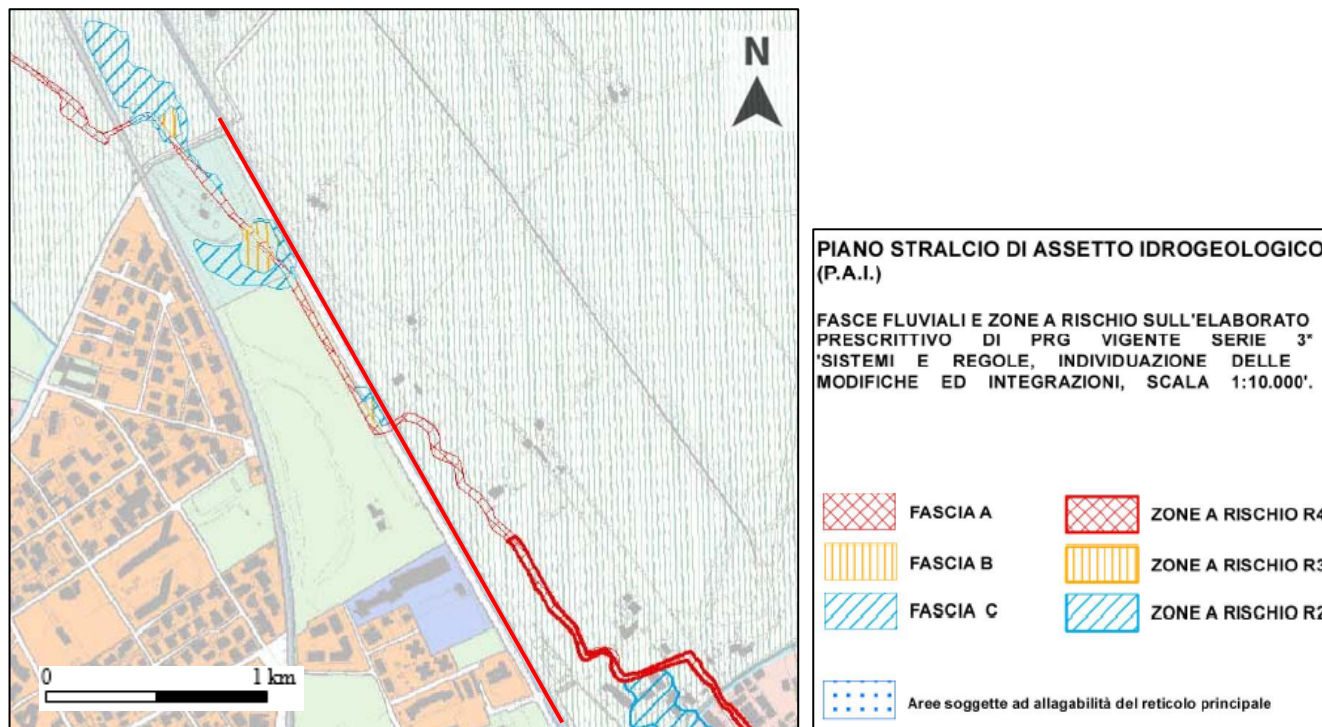 N
0
1 km
PIANO STRALCIO DI ASSETTO IDROGEOLOGICO
(P.A.I.)
FASCE FLUVIALI E ZONE A RISCHIO SULL'ELABORATO
PRESCRITTIVO DI PRG VIGENTE SERIE 3*
'SISTEMI E REGOLE, INDIVIDUAZIONE DELLE
MODIFICHE ED INTEGRAZIONI, SCALA 1:10.000'.
FASCIA A
ZONE A RISCHIO R4
FASCIA B
ZONE A RISCHIO R3
FASCIA C
ZONE A RISCHIO R2
Aree soggette ad allagabilità del reticolo principale